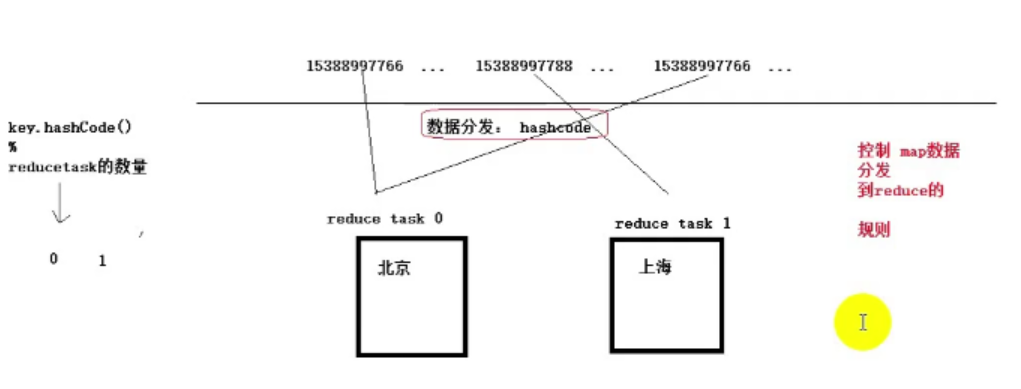 15388997766 ... 15388997788 ... 15388997766 ...
key.hashCode()
%
reducetask的数量
数据分发： hashcode
控制 map数据
分发
到reduce的
规则
reduce task 0
reduce task 1
0 1
北京
上海